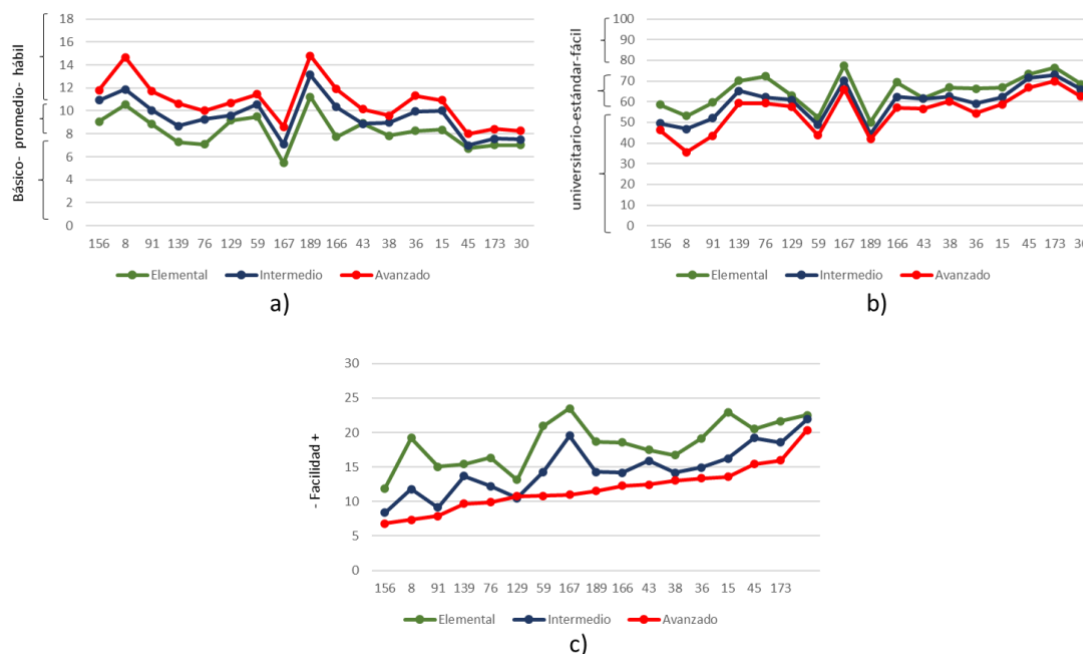 Básico- promedio- hábil
18
16
14
12
10
8
6
4
2
0
156 8 91 139 76 129 59 167 189 166 43 38 36 15 45 173 30
Elemental Intermedio Avanzado
a)
universitario-estándar-fácil
100
90
80
70
60
50
40
30
20
10
0
156 8 91 139 76 129 59 167 189 166 43 38 36 15 45 173 30
Elemental Intermedio Avanzado
b)
- Facilidad +
30
25
20
15
10
5
0
156 8 91 139 76 129 59 167 189 166 43 38 36 15 45 173
Elemental Intermedio Avanzado
c)